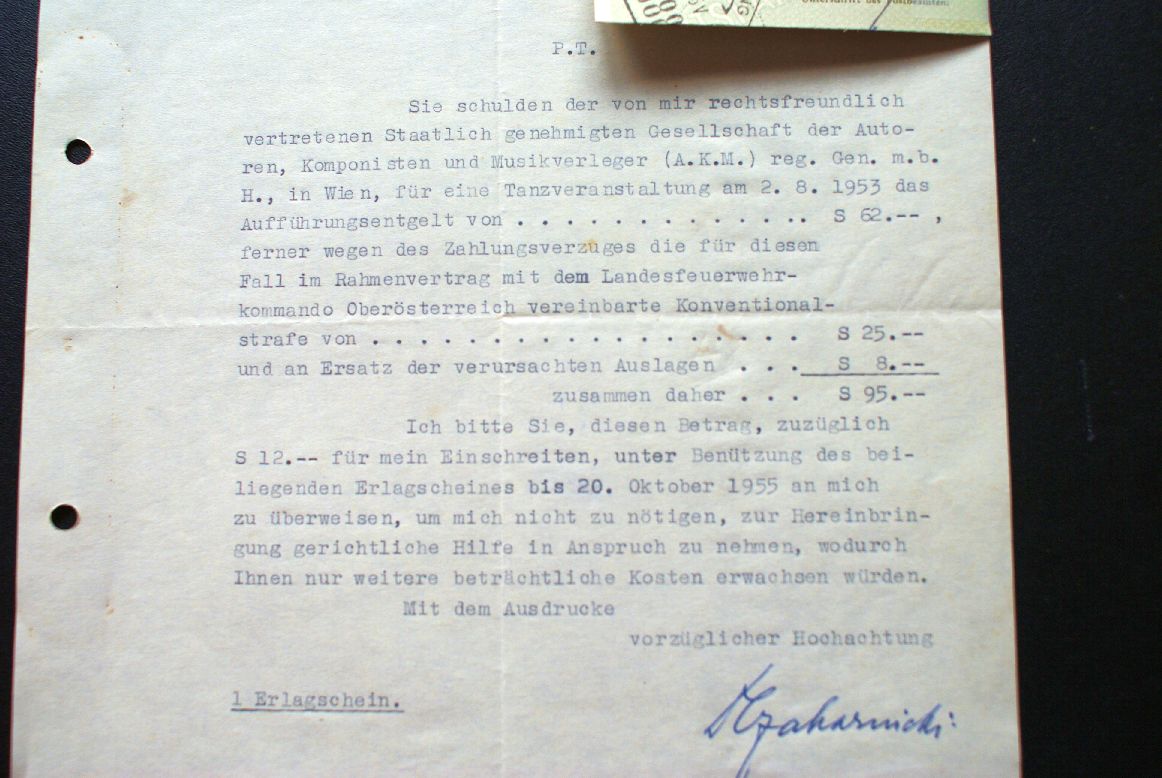 Unterschrift des Postbeamten:
P.T.
Sie schulden der von mir rechtsfreundlich
vertretenen Staatlich genehmigten Gesellschaft der Auto-
ren, Komponisten und Musikverleger (A.K.M.) reg. Gen. m.b.
H., in Wien, für eine Tanzveranstaltung am 2. 8. 1953 das
Aufführungsentgelt von . . . . . . . . . . . . . . S 62.-- ,
ferner wegen des Zahlungsverzuges die für diesen
Fall im Rahmenvertrag mit dem Landesfeuerwehr-
kommando Oberösterreich vereinbarte Konventional-
strafe von . . . . . . . . . . . . . . . . . . S 25.--
und an Ersatz der verursachten Auslagen . . . S 8.--
zusammen daher . . . S 95.--
Ich bitte Sie, diesen Betrag, zuzüglich
S 12.-- für mein Einschreiten, unter Benützung des bei-
liegenden Erlagscheines bis 20. Oktober 1955 an mich
zu überweisen, um mich nicht zu nötigen, zur Hereinbrin-
gung gerichtliche Hilfe in Anspruch zu nehmen, wodurch
Ihnen nur weitere beträchtliche Kosten erwachsen würden.
Mit dem Ausdrucke
vorzüglicher Hochachtung
1 Erlagschein.